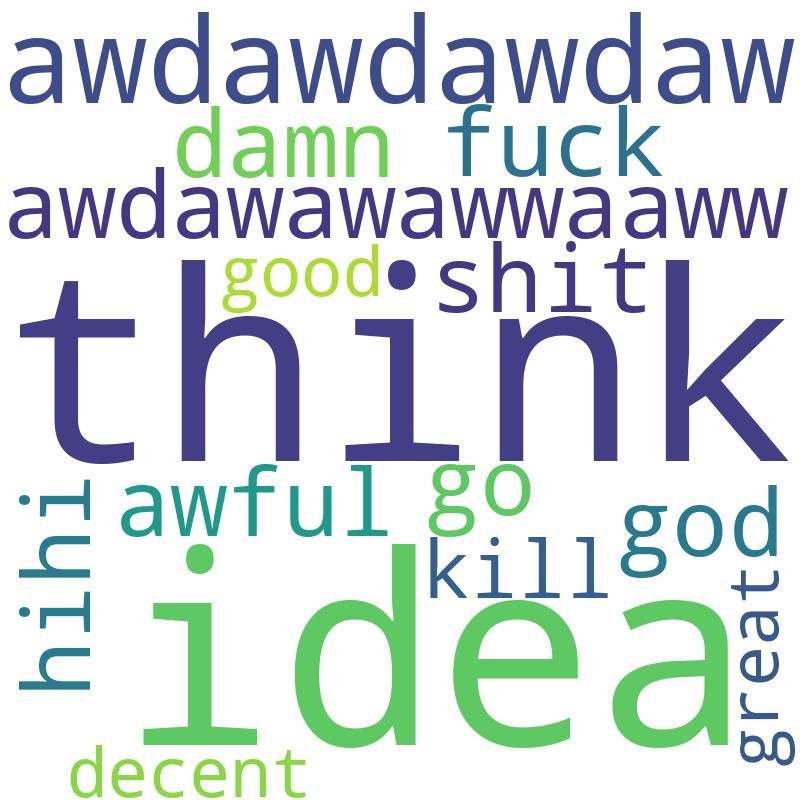 awdawdawdaw
damn fuck
awdawawawwaaww
good shit
think
awful go
hihi
kill god
idea
great
decent